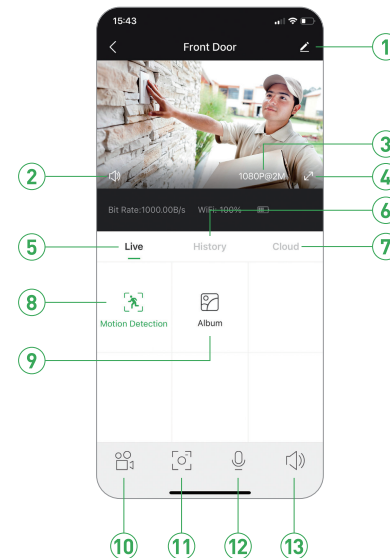 15:43
Front Door
1
3
2
1080P@2M
4
Bit Rate:1000.00B/s WiFi: 100%
6
5
Live History Cloud
7
8
Motion Detection Album
9
10 11 12 13